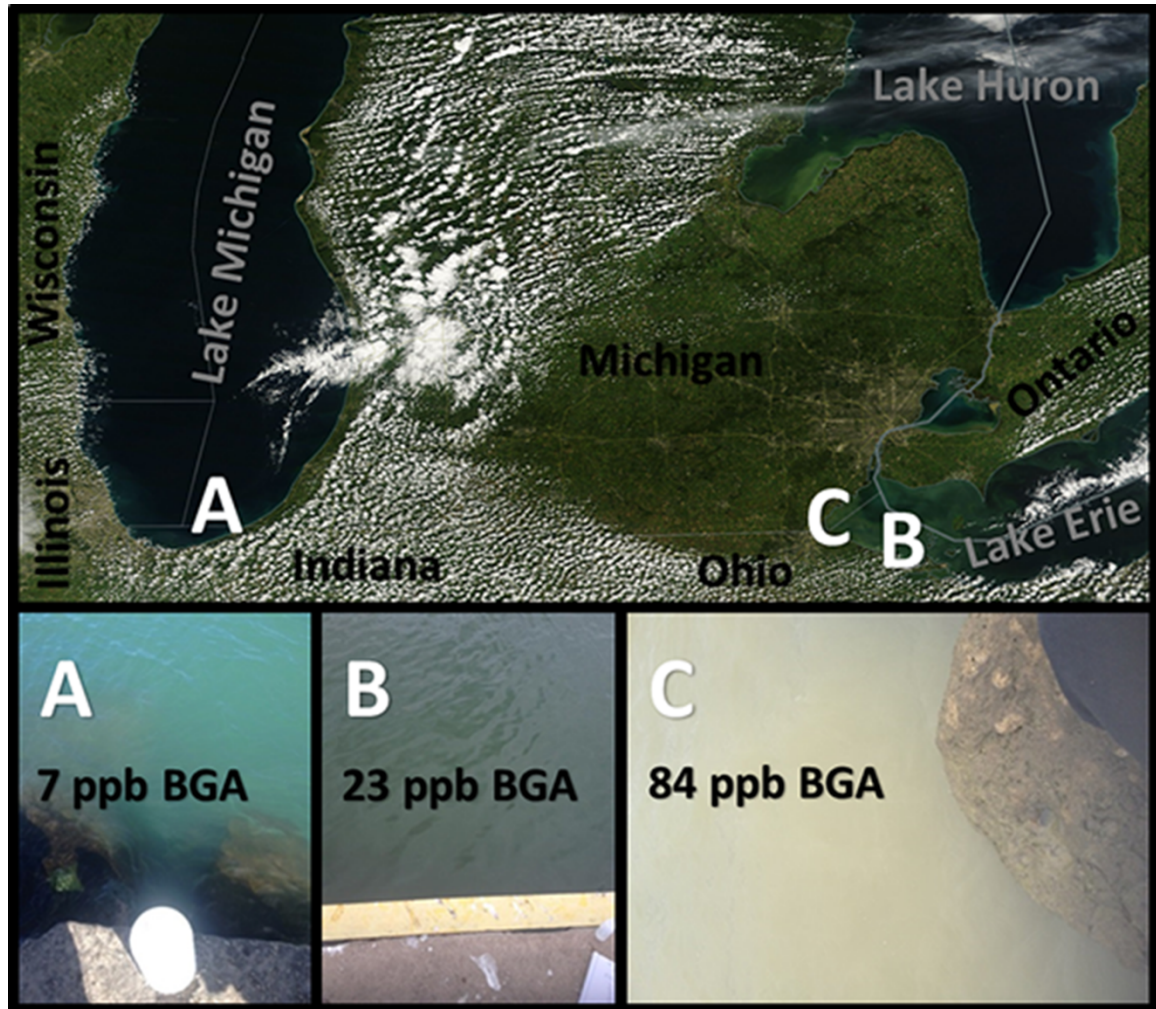 Lake Huron
Wisconsin
Lake Michigan
Michigan
Ontario
Illinois
A
C
B
Lake Erie
Indiana
Ohio
A
7 ppb BGA
B
23 ppb BGA
C
84 ppb BGA